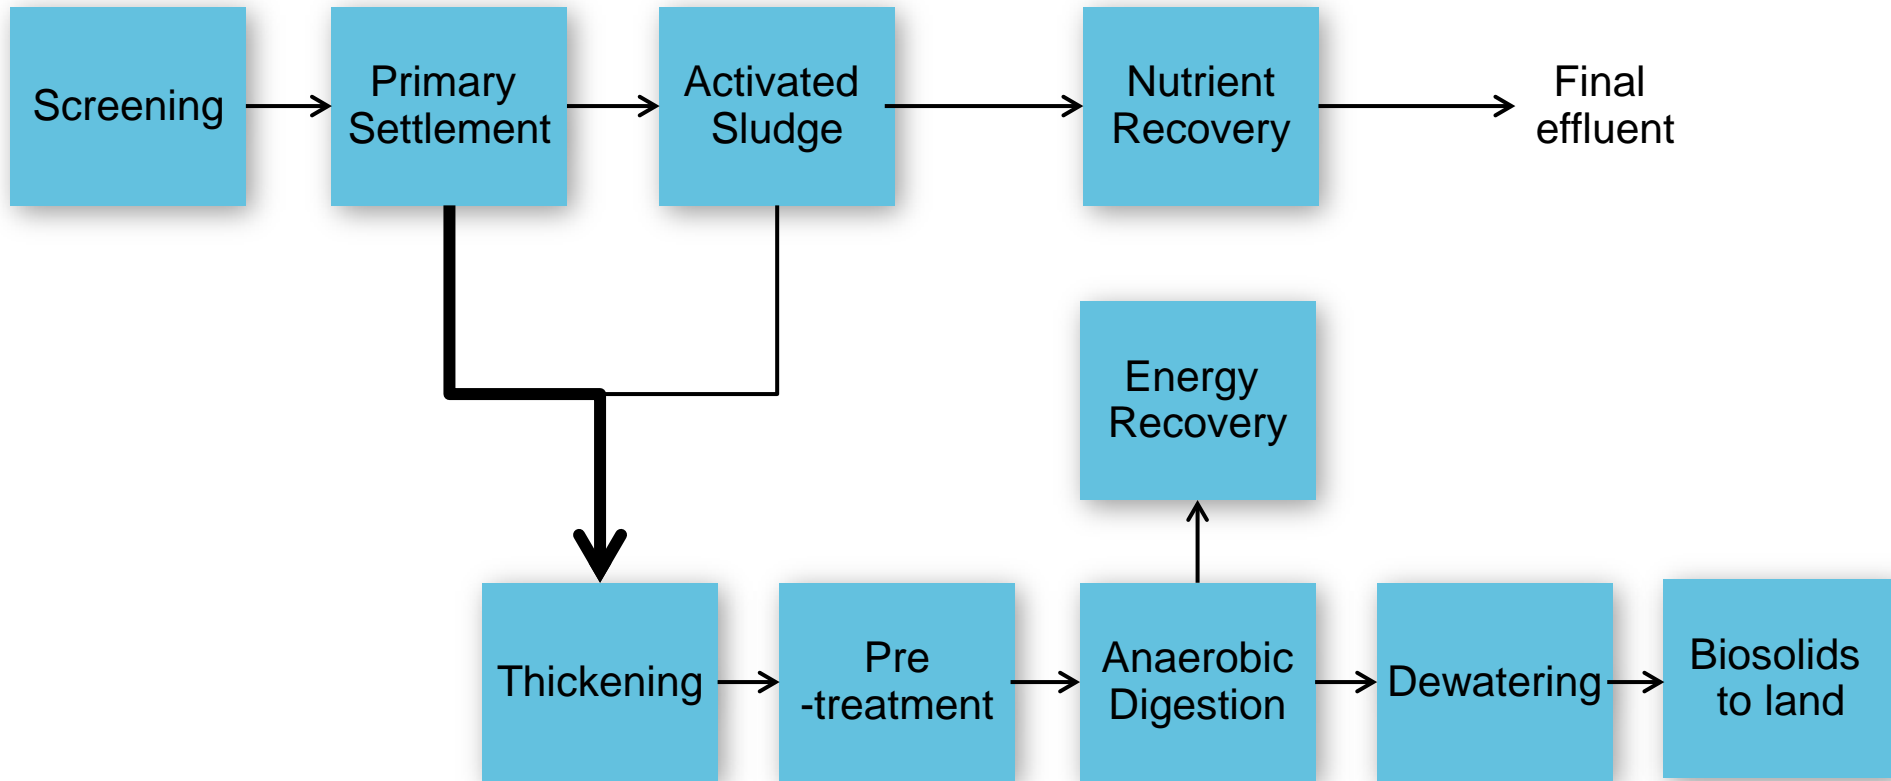 Screening
Primary
Settlement
Activated
Sludge
Nutrient
Recovery
Final
effluent
Energy
Recovery
Thickening
Pre
-treatment
Anaerobic
Digestion
Dewatering
Biosolids
to land